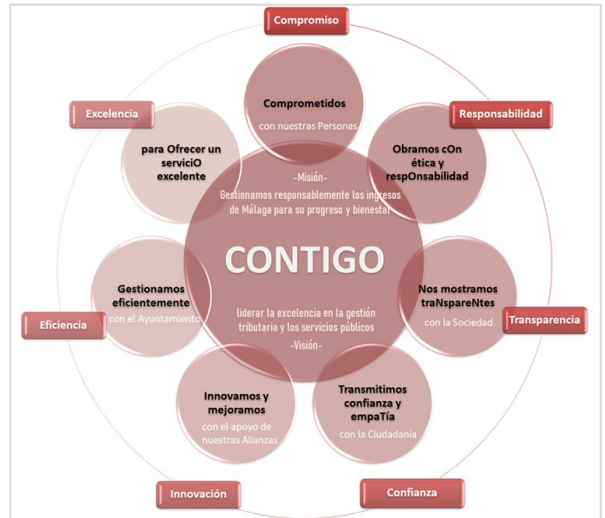 Compromiso
Comprometidos
con nuestras Personas
Responsabilidad
Obramos cOn
ética y
respOnsabilidad
Transparencia
Nos mostramos
traNspareNtes
con la Sociedad
Confianza
Transmitimos
confianza y
empaTía
con la Ciudadanía
Innovación
Innovamos y
mejoramos
con el apoyo de
nuestras Alianzas
Eficiencia
Gestionamos
eficientemente
con el Ayuntamiento
Excelencia
para Ofrecer un
serviciO
excelente
-Misión-
Gestionamos responsablemente los ingresos
de Málaga para su progreso y bienestar
CONTIGO
liderar la excelencia en la gestión
tributaria y los servicios públicos
-Visión-